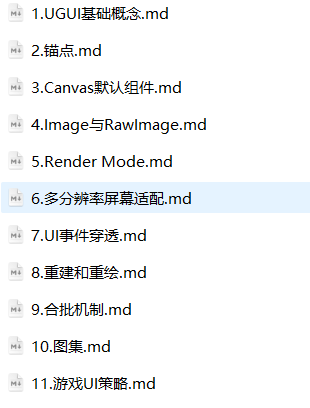 1.UGUI基础概念.md
2.锚点.md
3.Canvas默认组件.md
4.Image与RawImage.md
5.Render Mode.md
6.多分辨率屏幕适配.md
7.UI事件穿透.md
8.重建和重绘.md
9.合批机制.md
10.图集.md
11.游戏UI策略.md